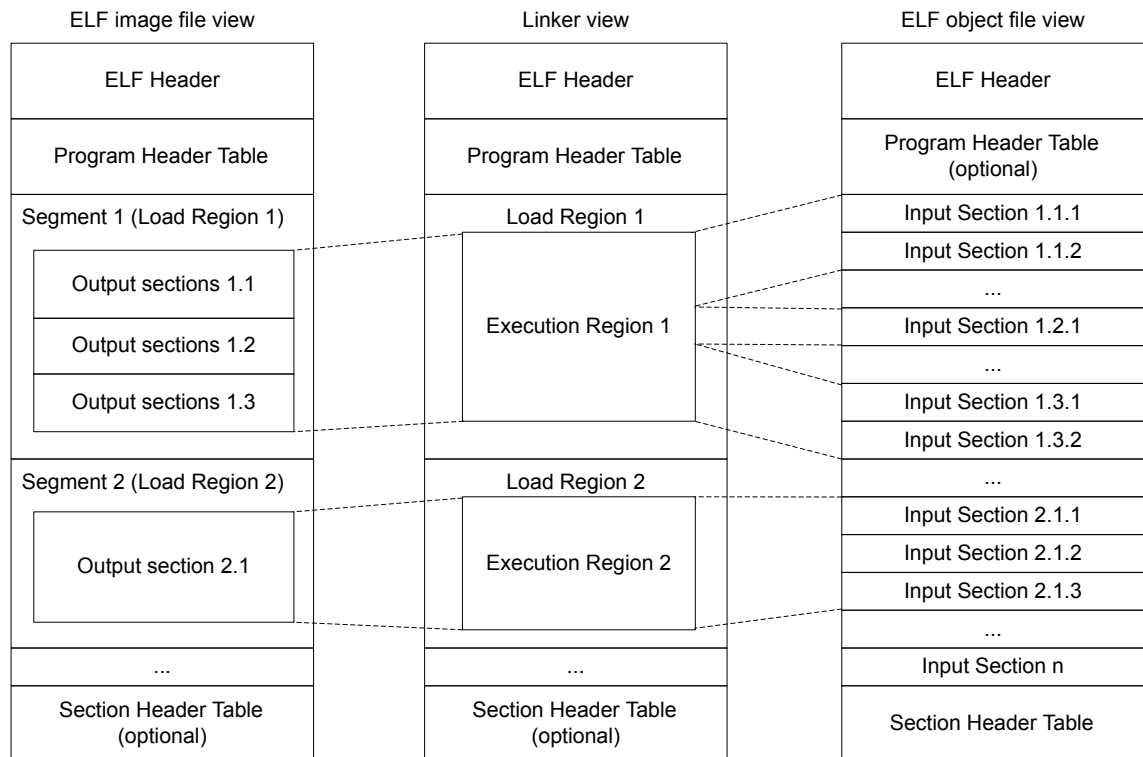 ELF image file view
ELF Header
Program Header Table
Segment 1 (Load Region 1)
Output sections 1.1
Output sections 1.2
Output sections 1.3
Segment 2 (Load Region 2)
Output section 2.1
...
Section Header Table
(optional)
Linker view
ELF Header
Program Header Table
Load Region 1
Execution Region 1
Load Region 2
Execution Region 2
...
Section Header Table
(optional)
ELF object file view
ELF Header
Program Header Table
(optional)
Input Section 1.1.1
Input Section 1.1.2
...
Input Section 1.2.1
...
Input Section 1.3.1
Input Section 1.3.2
...
Input Section 2.1.1
Input Section 2.1.2
Input Section 2.1.3
...
Input Section n
Section Header Table